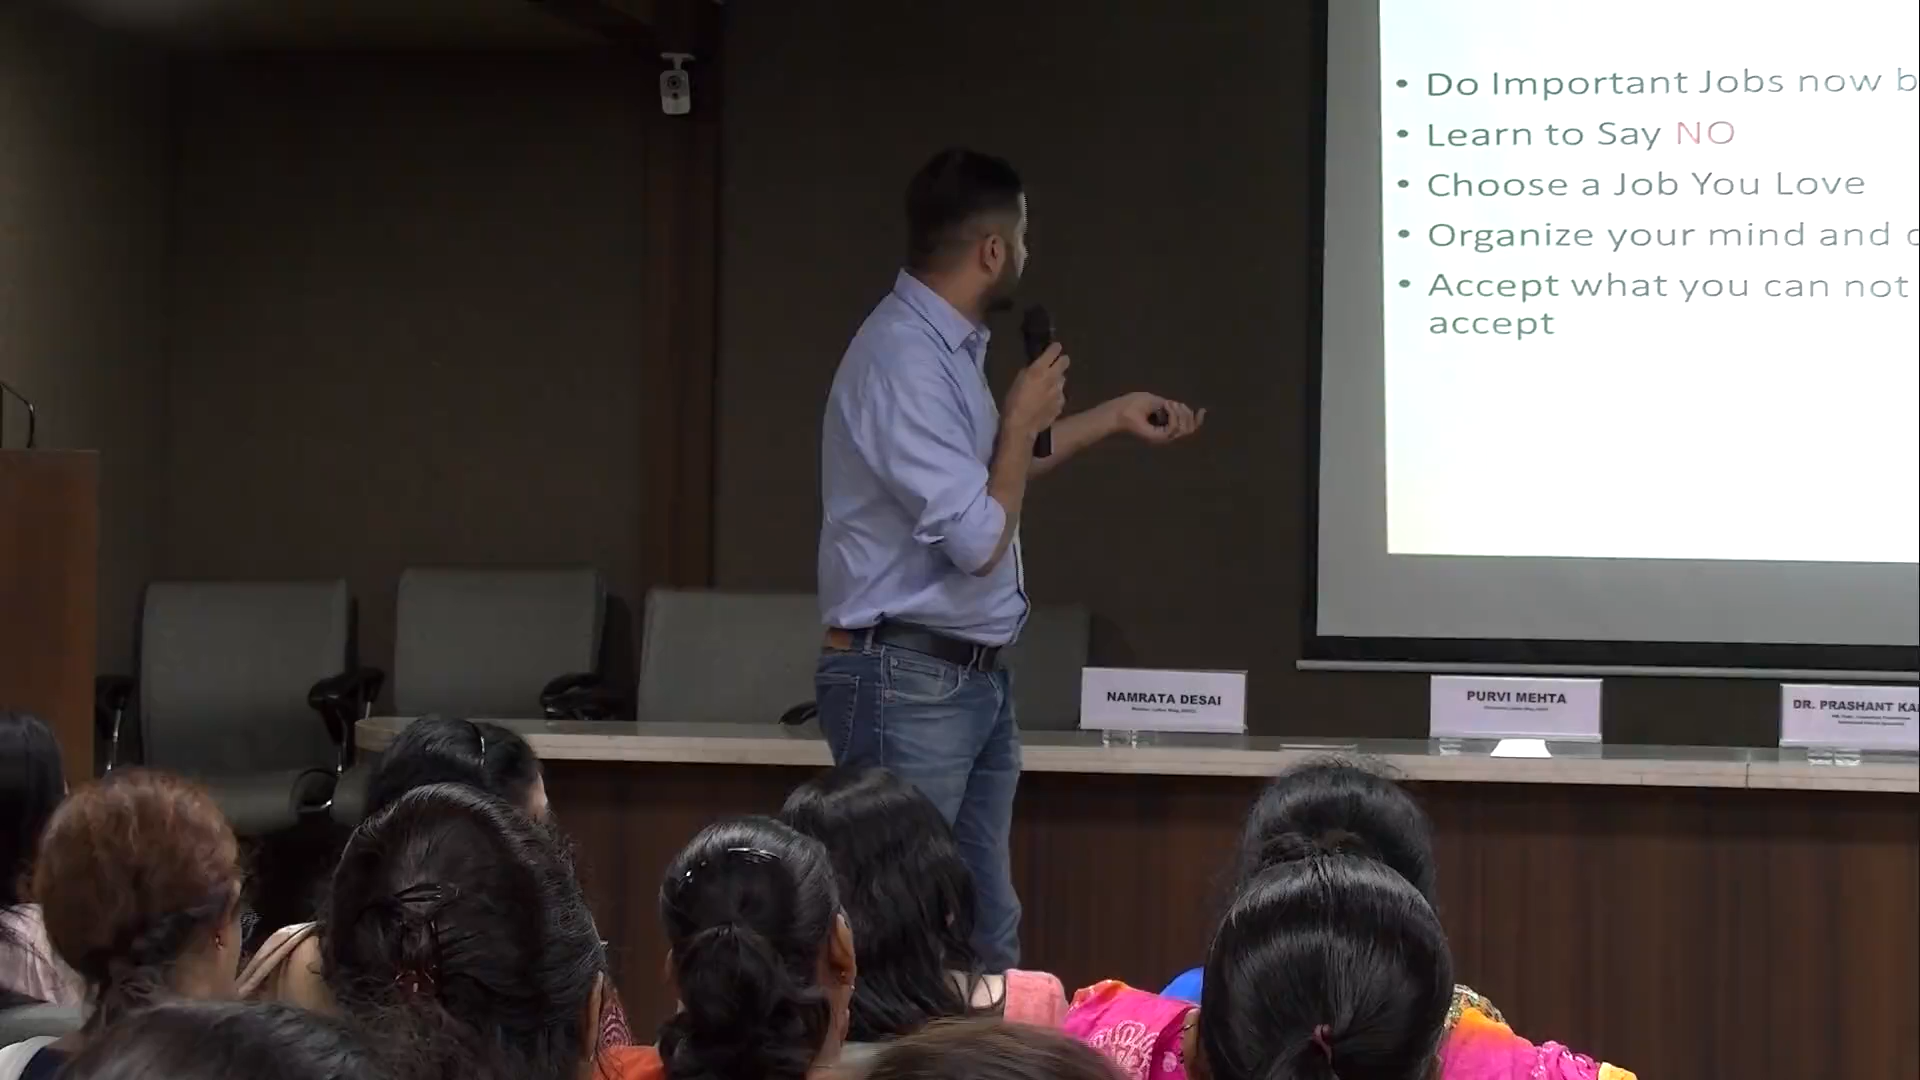 • Do Important Jobs now b
• Learn to Say NO
• Choose a Job You Love
• Organize your mind and
• Accept what you can not
accept
NAMRATA DESAI
PURVI MEHTA
DR. PRASHANT KA